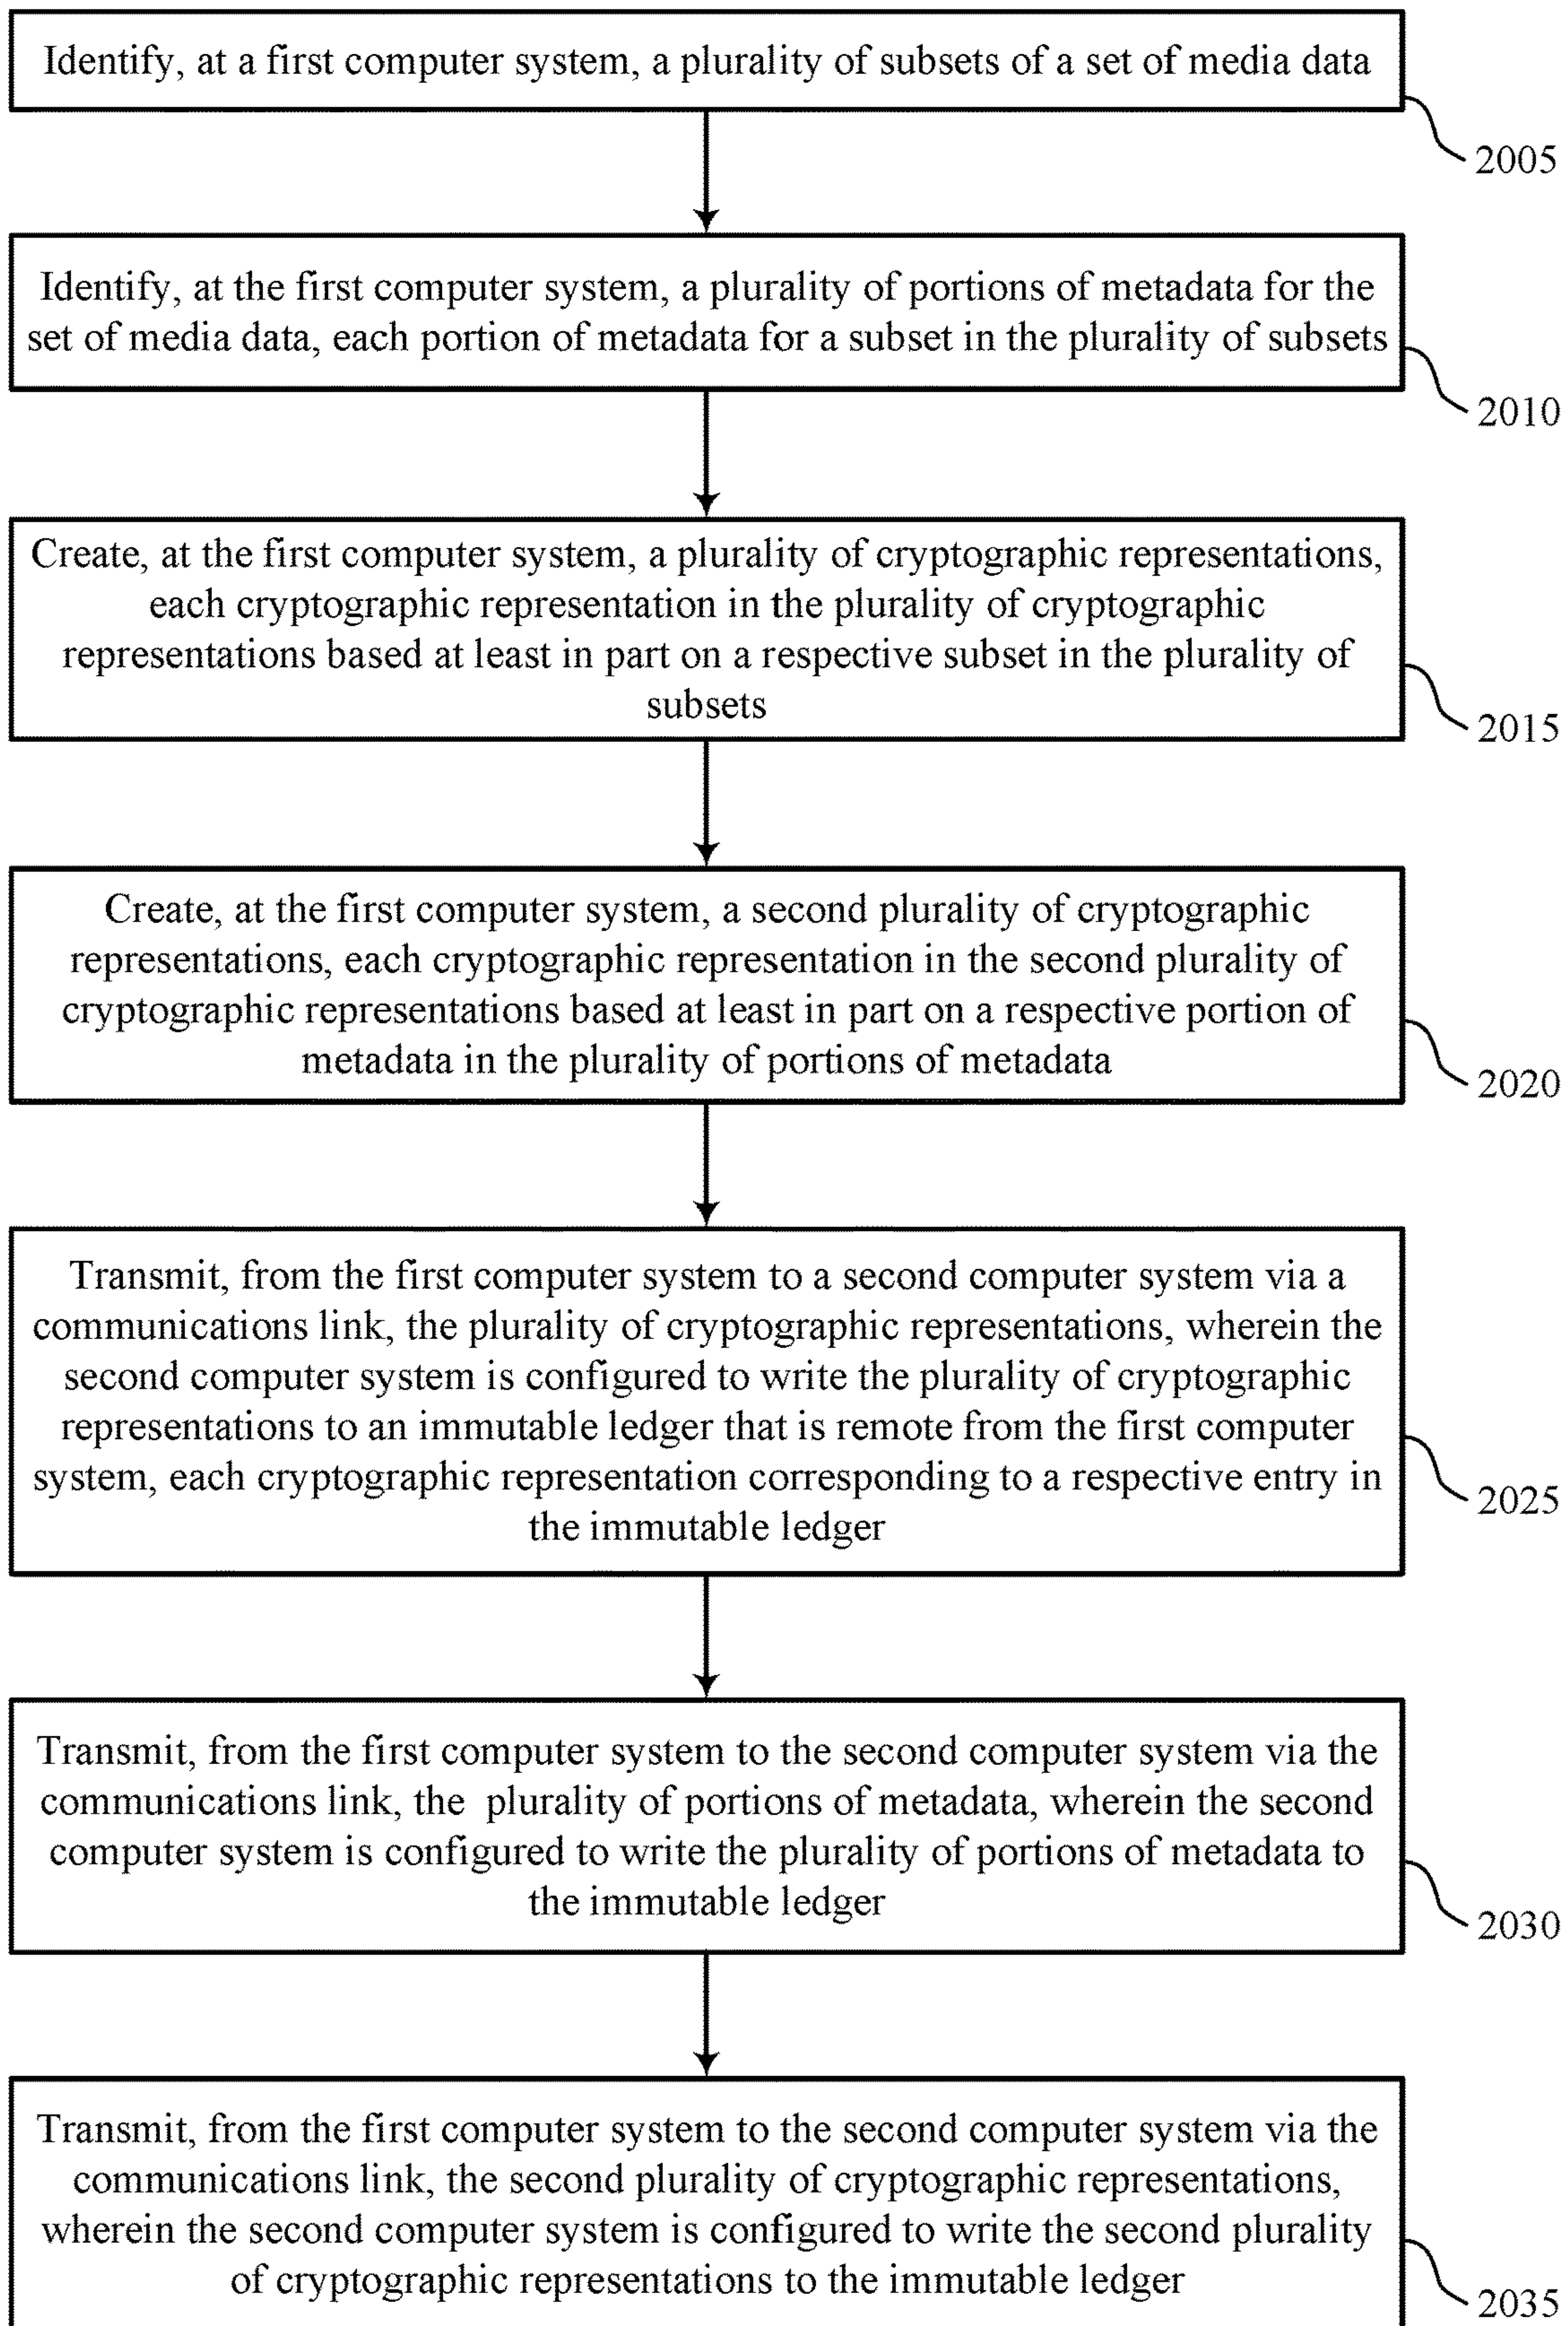 Identify, at a first computer system, a plurality of subsets of a set of media data
2005
Identify, at the first computer system, a plurality of portions of metadata for the
set of media data, each portion of metadata for a subset in the plurality of subsets
2010
Create, at the first computer system, a plurality of cryptographic representations,
each cryptographic representation in the plurality of cryptographic
representations based at least in part on a respective subset in the plurality of
subsets
2015
Create, at the first computer system, a second plurality of cryptographic
representations, each cryptographic representation in the second plurality of
cryptographic representations based at least in part on a respective portion of
metadata in the plurality of portions of metadata
2020
Transmit, from the first computer system to a second computer system via a
communications link, the plurality of cryptographic representations, wherein the
second computer system is configured to write the plurality of cryptographic
representations to an immutable ledger that is remote from the first computer
system, each cryptographic representation corresponding to a respective entry in
the immutable ledger
2025
Transmit, from the first computer system to the second computer system via the
communications link, the plurality of portions of metadata, wherein the second
computer system is configured to write the plurality of portions of metadata to
the immutable ledger
2030
Transmit, from the first computer system to the second computer system via the
communications link, the second plurality of cryptographic representations,
wherein the second computer system is configured to write the second plurality
of cryptographic representations to the immutable ledger
2035